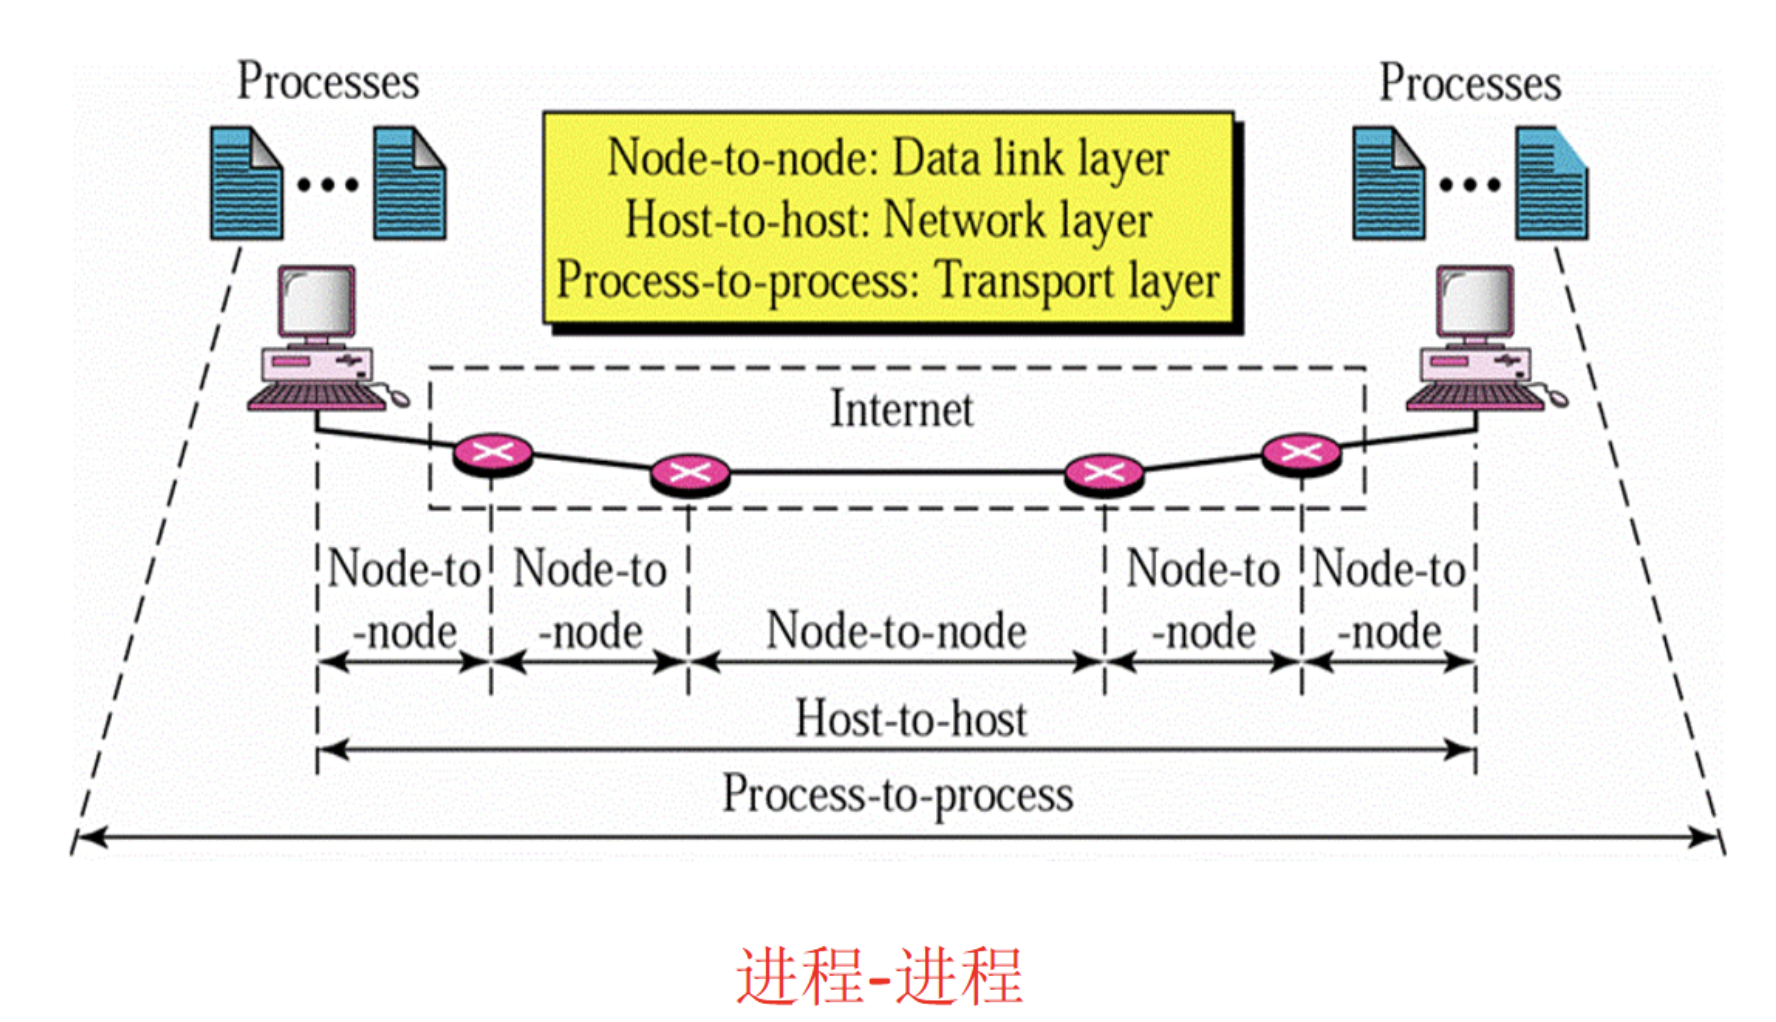 Processes
Processes
Node-to-node: Data link layer
Host-to-host: Network layer
Process-to-process: Transport layer
Internet
Node-to
-node
Node-to
-node
Node-to-node
Node-to
-node
Node-to
-node
Host-to-host
Process-to-process
进程-进程